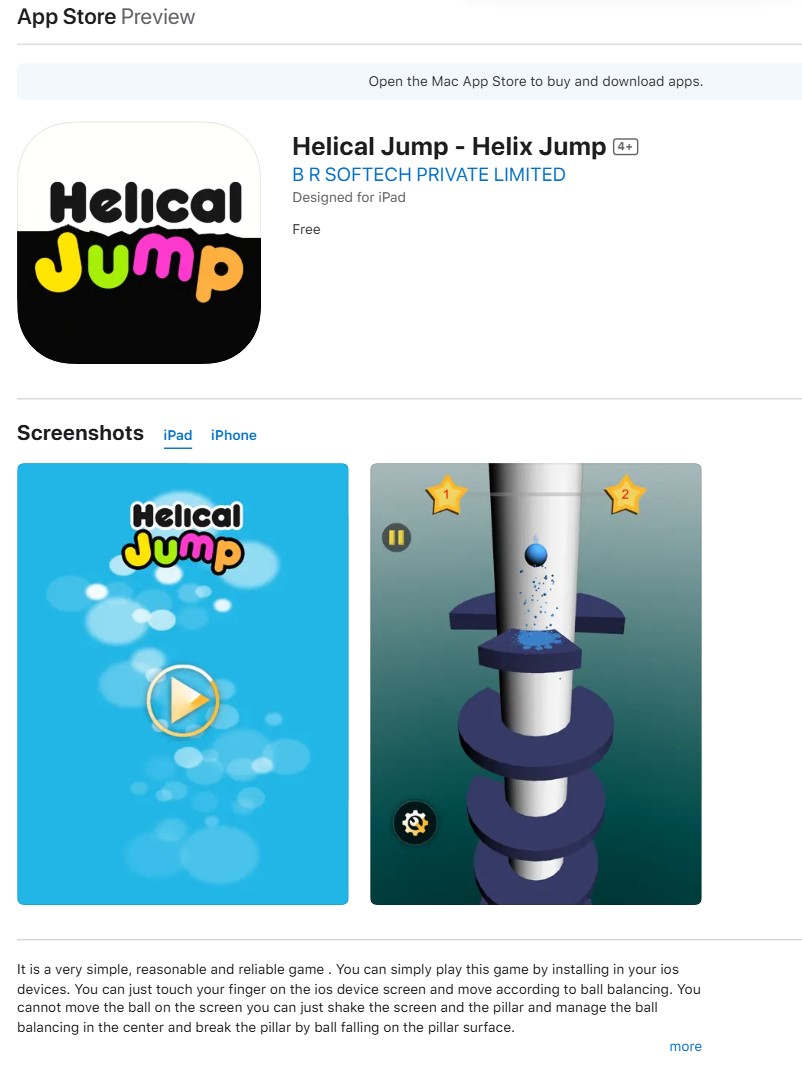 App Store Preview
Open the Mac App Store to buy and download apps.
Helical
Jump
Helical Jump - Helix Jump 4+
B R SOFTECH PRIVATE LIMITED
Designed for iPad
Free
Screenshots iPad iPhone
Helical
Jump
1 2
It is a very simple, reasonable and reliable game . You can simply play this game by installing in your ios
devices. You can just touch your finger on the ios device screen and move according to ball balancing. You
cannot move the ball on the screen you can just shake the screen and the pillar and manage the ball
balancing in the center and break the pillar by ball falling on the pillar surface.
more